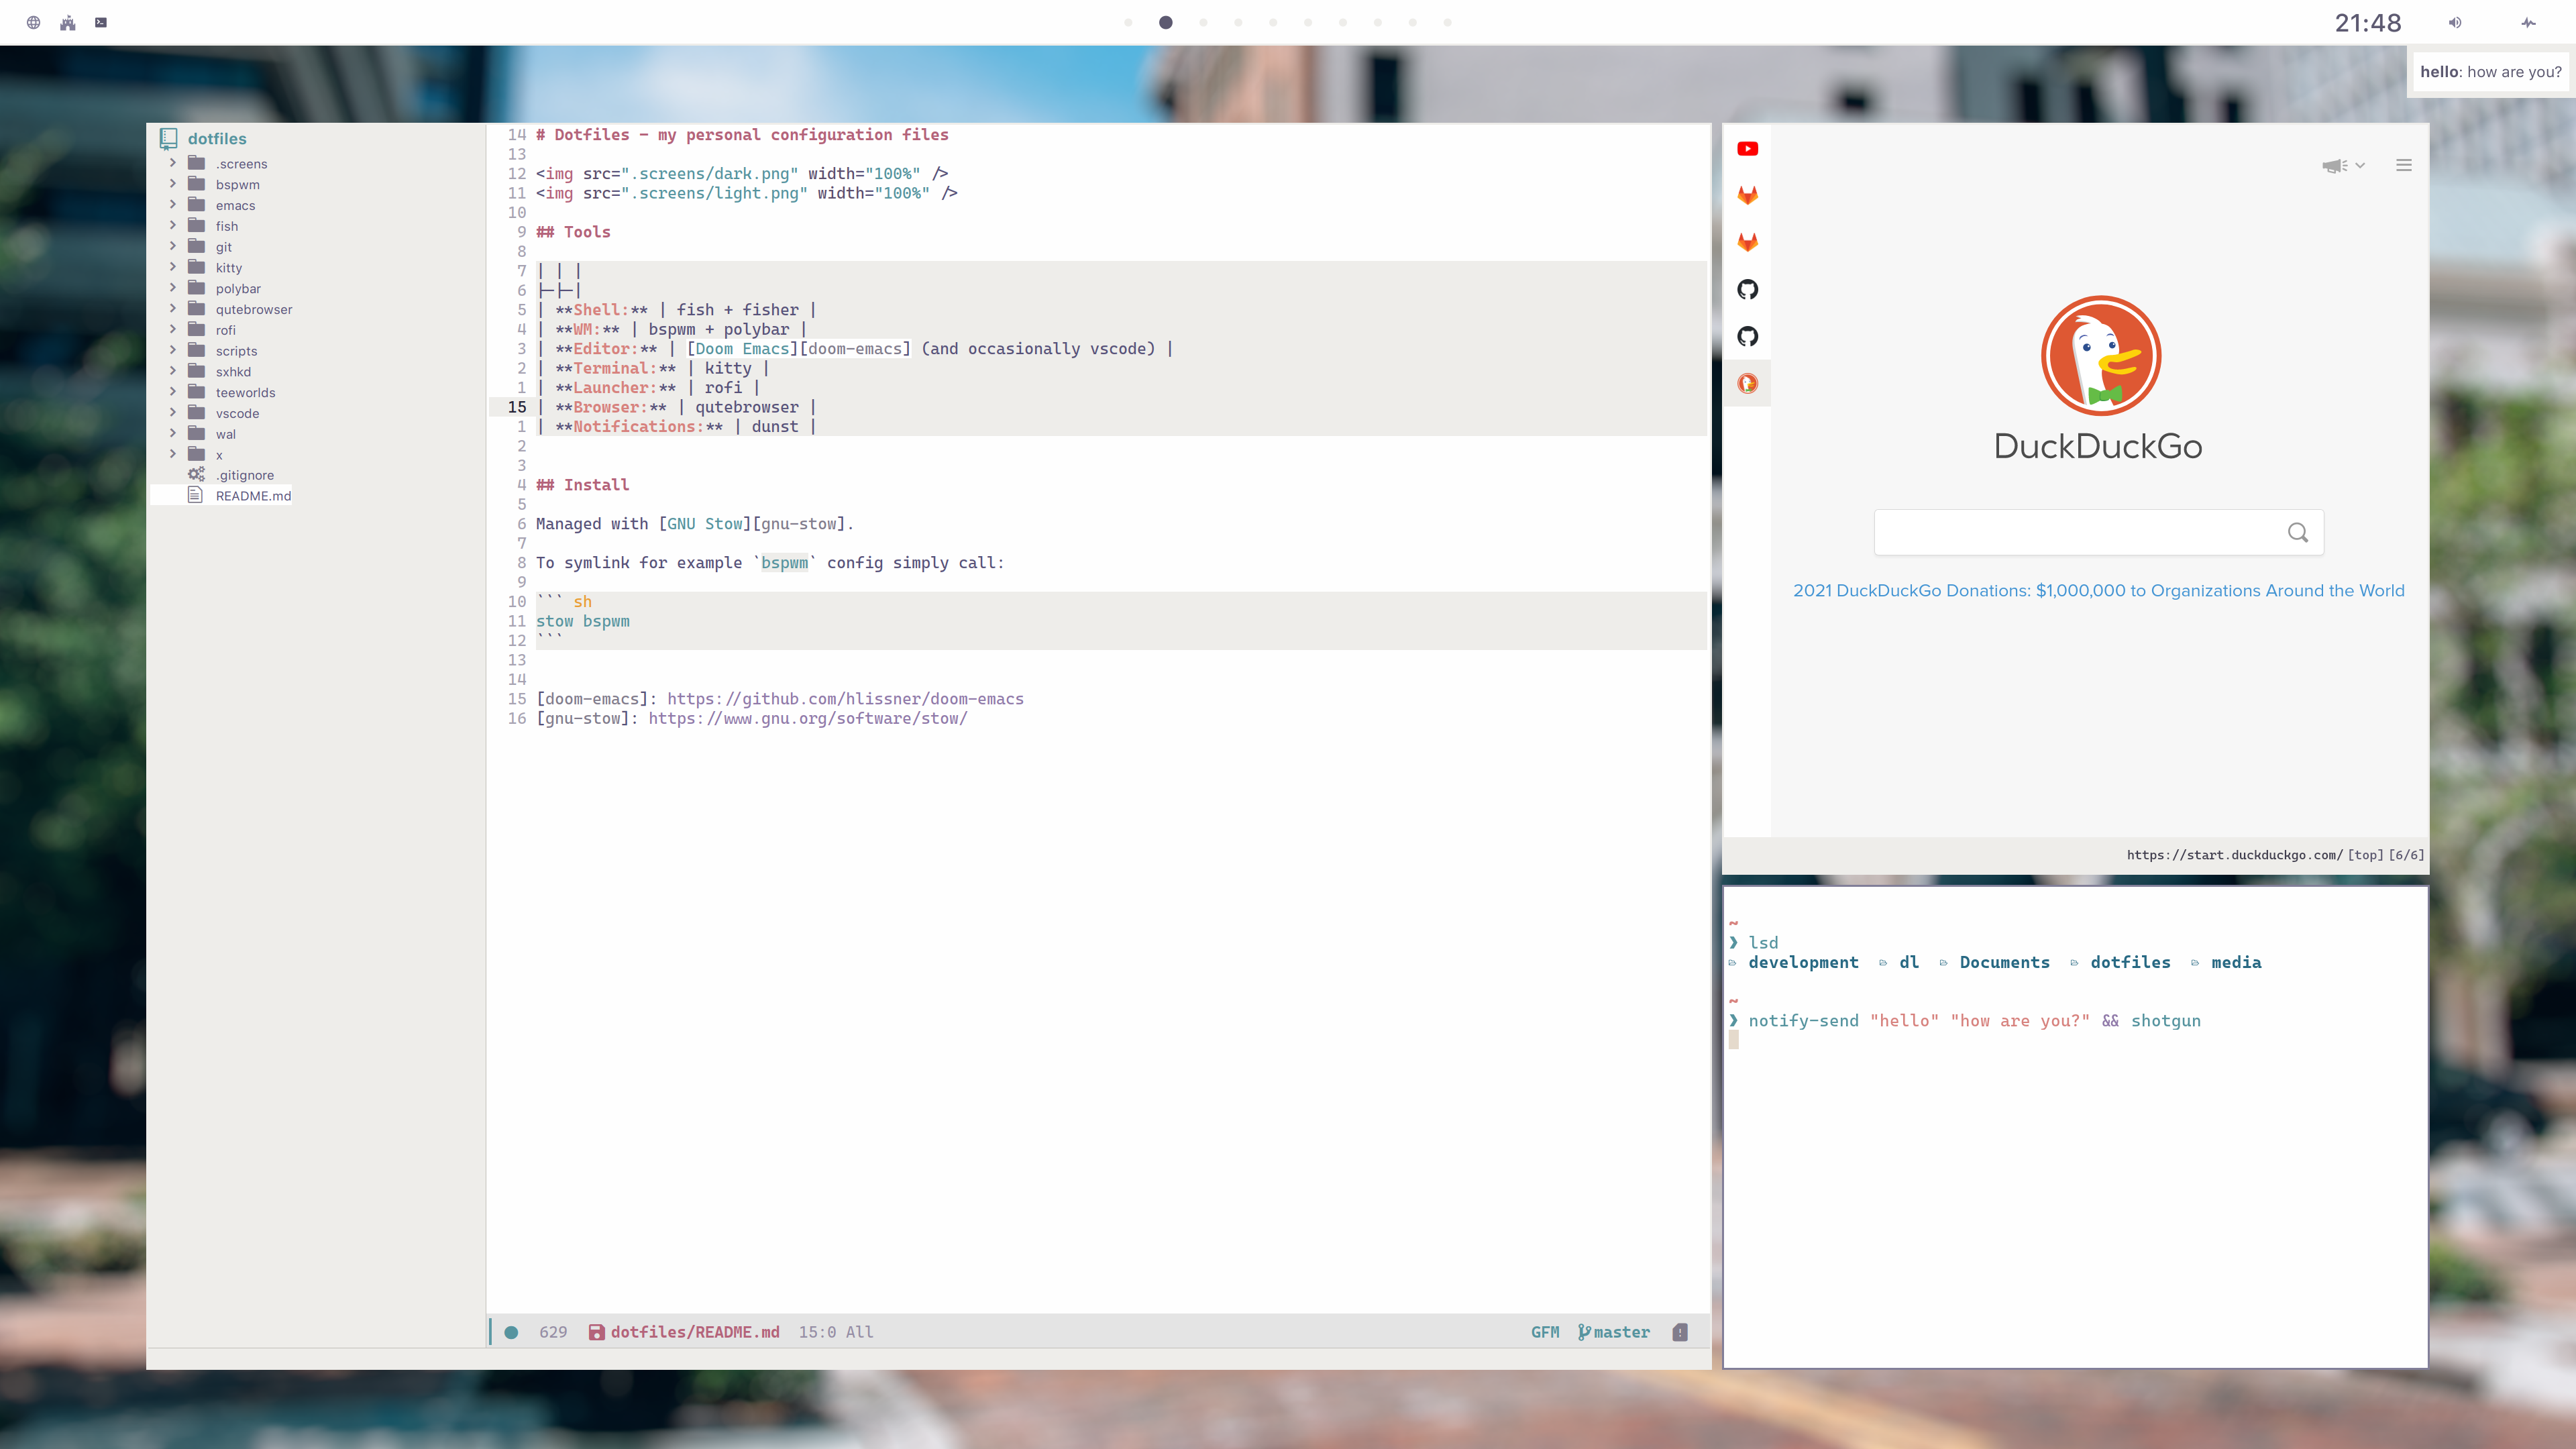 21:48
hello: how are you?
dotfiles
.screens
bspwm
emacs
fish
git
kitty
polybar
qutebrowser
rofi
scripts
sxhkd
teeworlds
vscode
wal
x
.gitignore
README.md
14 # Dotfiles - my personal configuration files
13
12 <img src=".screens/dark.png" width="100%" />
11 <img src=".screens/light.png" width="100%" />
10
9 ## Tools
8
7 | | |
6 |-|-|
5 | **Shell:** | fish + fisher |
4 | **WM:** | bspwm + polybar |
3 | **Editor:** | [Doom Emacs][doom-emacs] (and occasionally vscode) |
2 | **Terminal:** | kitty |
1 | **Launcher:** | rofi |
15 | **Browser:** | qutebrowser |
1 | **Notifications:** | dunst |
2
3
4 ## Install
5
6 Managed with [GNU Stow][gnu-stow].
7
8 To symlink for example `bspwm` config simply call:
9
10 ``` sh
11 stow bspwm
12 ```
13
14
15 [doom-emacs]: https://github.com/hlissner/doom-emacs
16 [gnu-stow]: https://www.gnu.org/software/stow/
629 dotfiles/README.md 15:0 All GFM master
DuckDuckGo
2021 DuckDuckGo Donations: $1,000,000 to Organizations Around the World
https://start.duckduckgo.com/ [top] [6/6]
~
❯ lsd
development dl Documents dotfiles media
~
❯ notify-send "hello" "how are you?" && shotgun